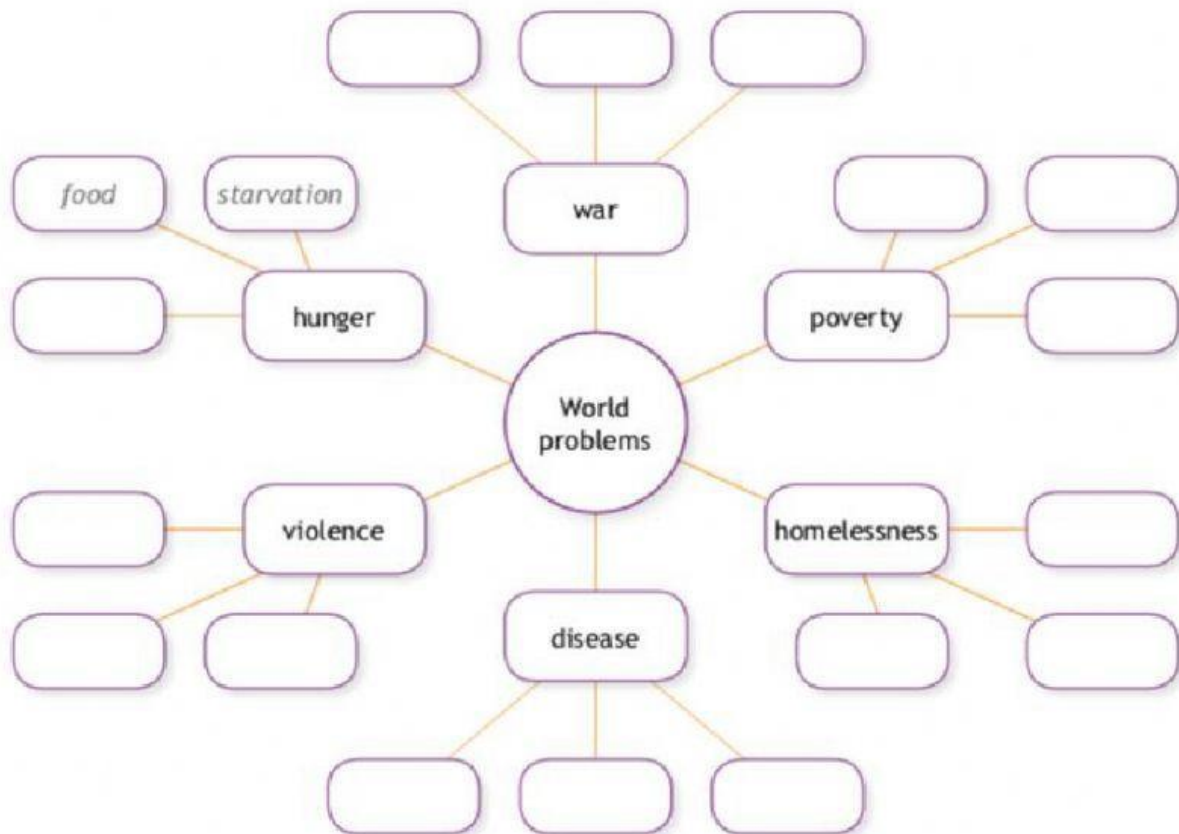 food
starvation
war
hunger
poverty
World
problems
violence
homelessness
disease